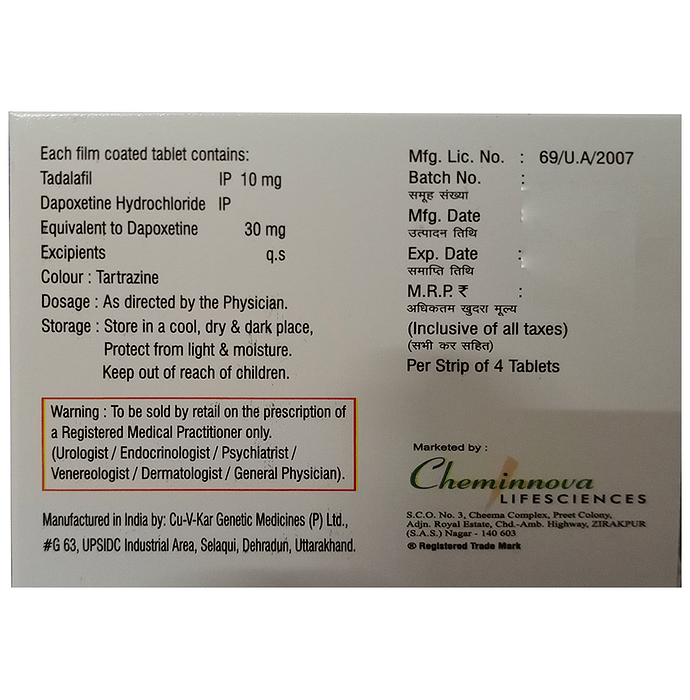 Each film coated tablet contains:
Tadalafil IP 10 mg
Dapoxetine Hydrochloride IP
Equivalent to Dapoxetine 30 mg
Excipients q.s
Colour : Tartrazine
Dosage : As directed by the Physician.
Storage : Store in a cool, dry & dark place,
Protect from light & moisture.
Keep out of reach of children.
Warning : To be sold by retail on the prescription of
a Registered Medical Practitioner only.
(Urologist / Endocrinologist / Psychiatrist /
Venereologist / Dermatologist / General Physician).
Manufactured in India by: Cu-V-Kar Genetic Medicines (P) Ltd.,
#G 63, UPSIDC Industrial Area, Selaqui, Dehradun, Uttarakhand.
Mfg. Lic. No. : 69/U.A/2007
Batch No. :
समूह संख्या
Mfg. Date :
उत्पादन तिथि
Exp. Date :
समाप्ति तिथि
M.R.P. ₹ :
अधिकतम खुदरा मूल्य
(Inclusive of all taxes)
(सभी कर सहित)
Per Strip of 4 Tablets
Marketed by :
Cheminnova
LIFESCIENCES
S.C.O. No. 3, Cheema Complex, Preet Colony,
Adjn. Royal Estate, Chd.-Amb. Highway, ZIRAKPUR
(S.A.S.) Nagar - 140 603
® Registered Trade Mark